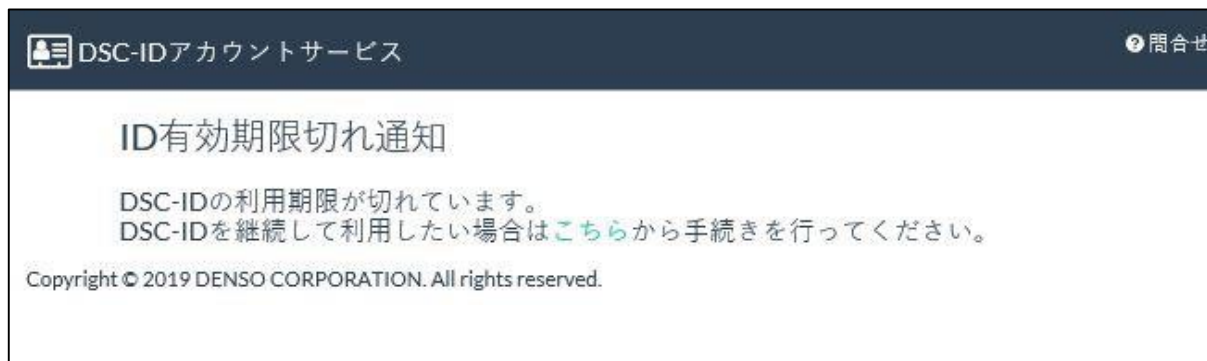 DSC-IDアカウントサービス
問合せ
ID有効期限切れ通知
DSC-IDの利用期限が切れています。
DSC-IDを継続して利用したい場合はこちらから手続きを行ってください。
Copyright © 2019 DENSO CORPORATION. All rights reserved.